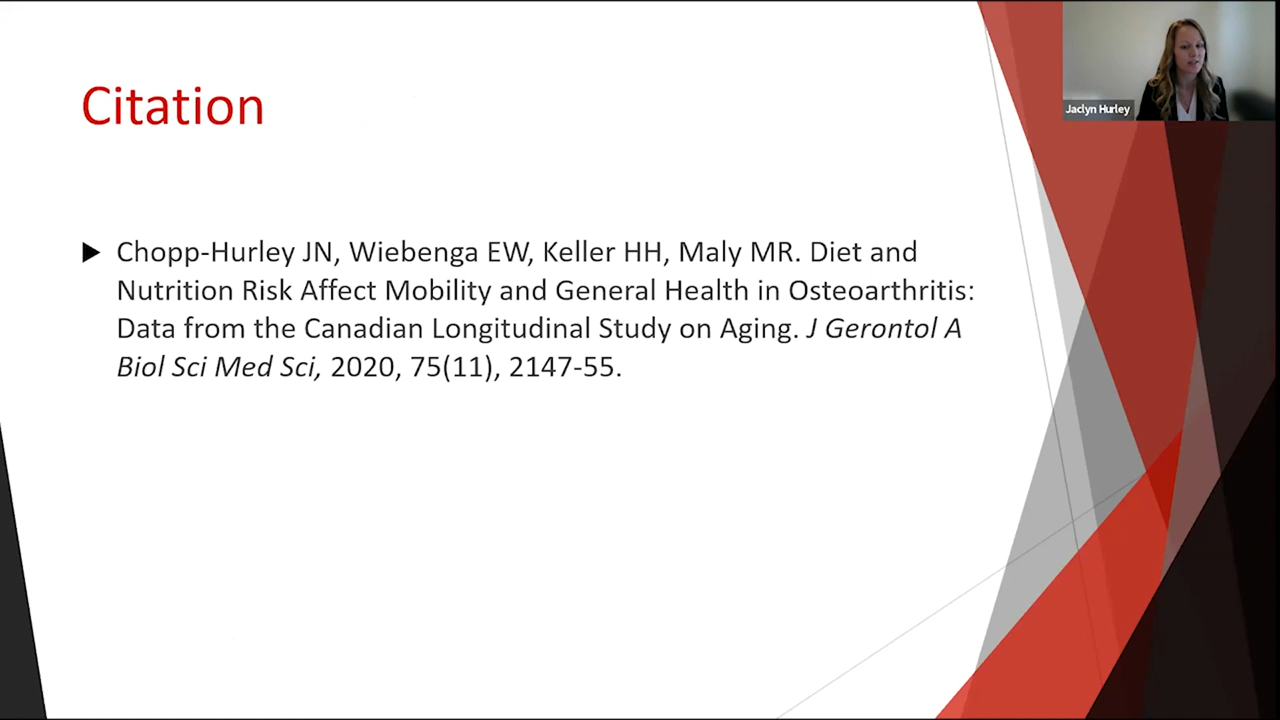 Citation
Chopp-Hurley JN, Wiebenga EW, Keller HH, Maly MR. Diet and
Nutrition Risk Affect Mobility and General Health in Osteoarthritis:
Data from the Canadian Longitudinal Study on Aging. J Gerontol A
Biol Sci Med Sci, 2020, 75(11), 2147-55.
Jaclyn Hurley